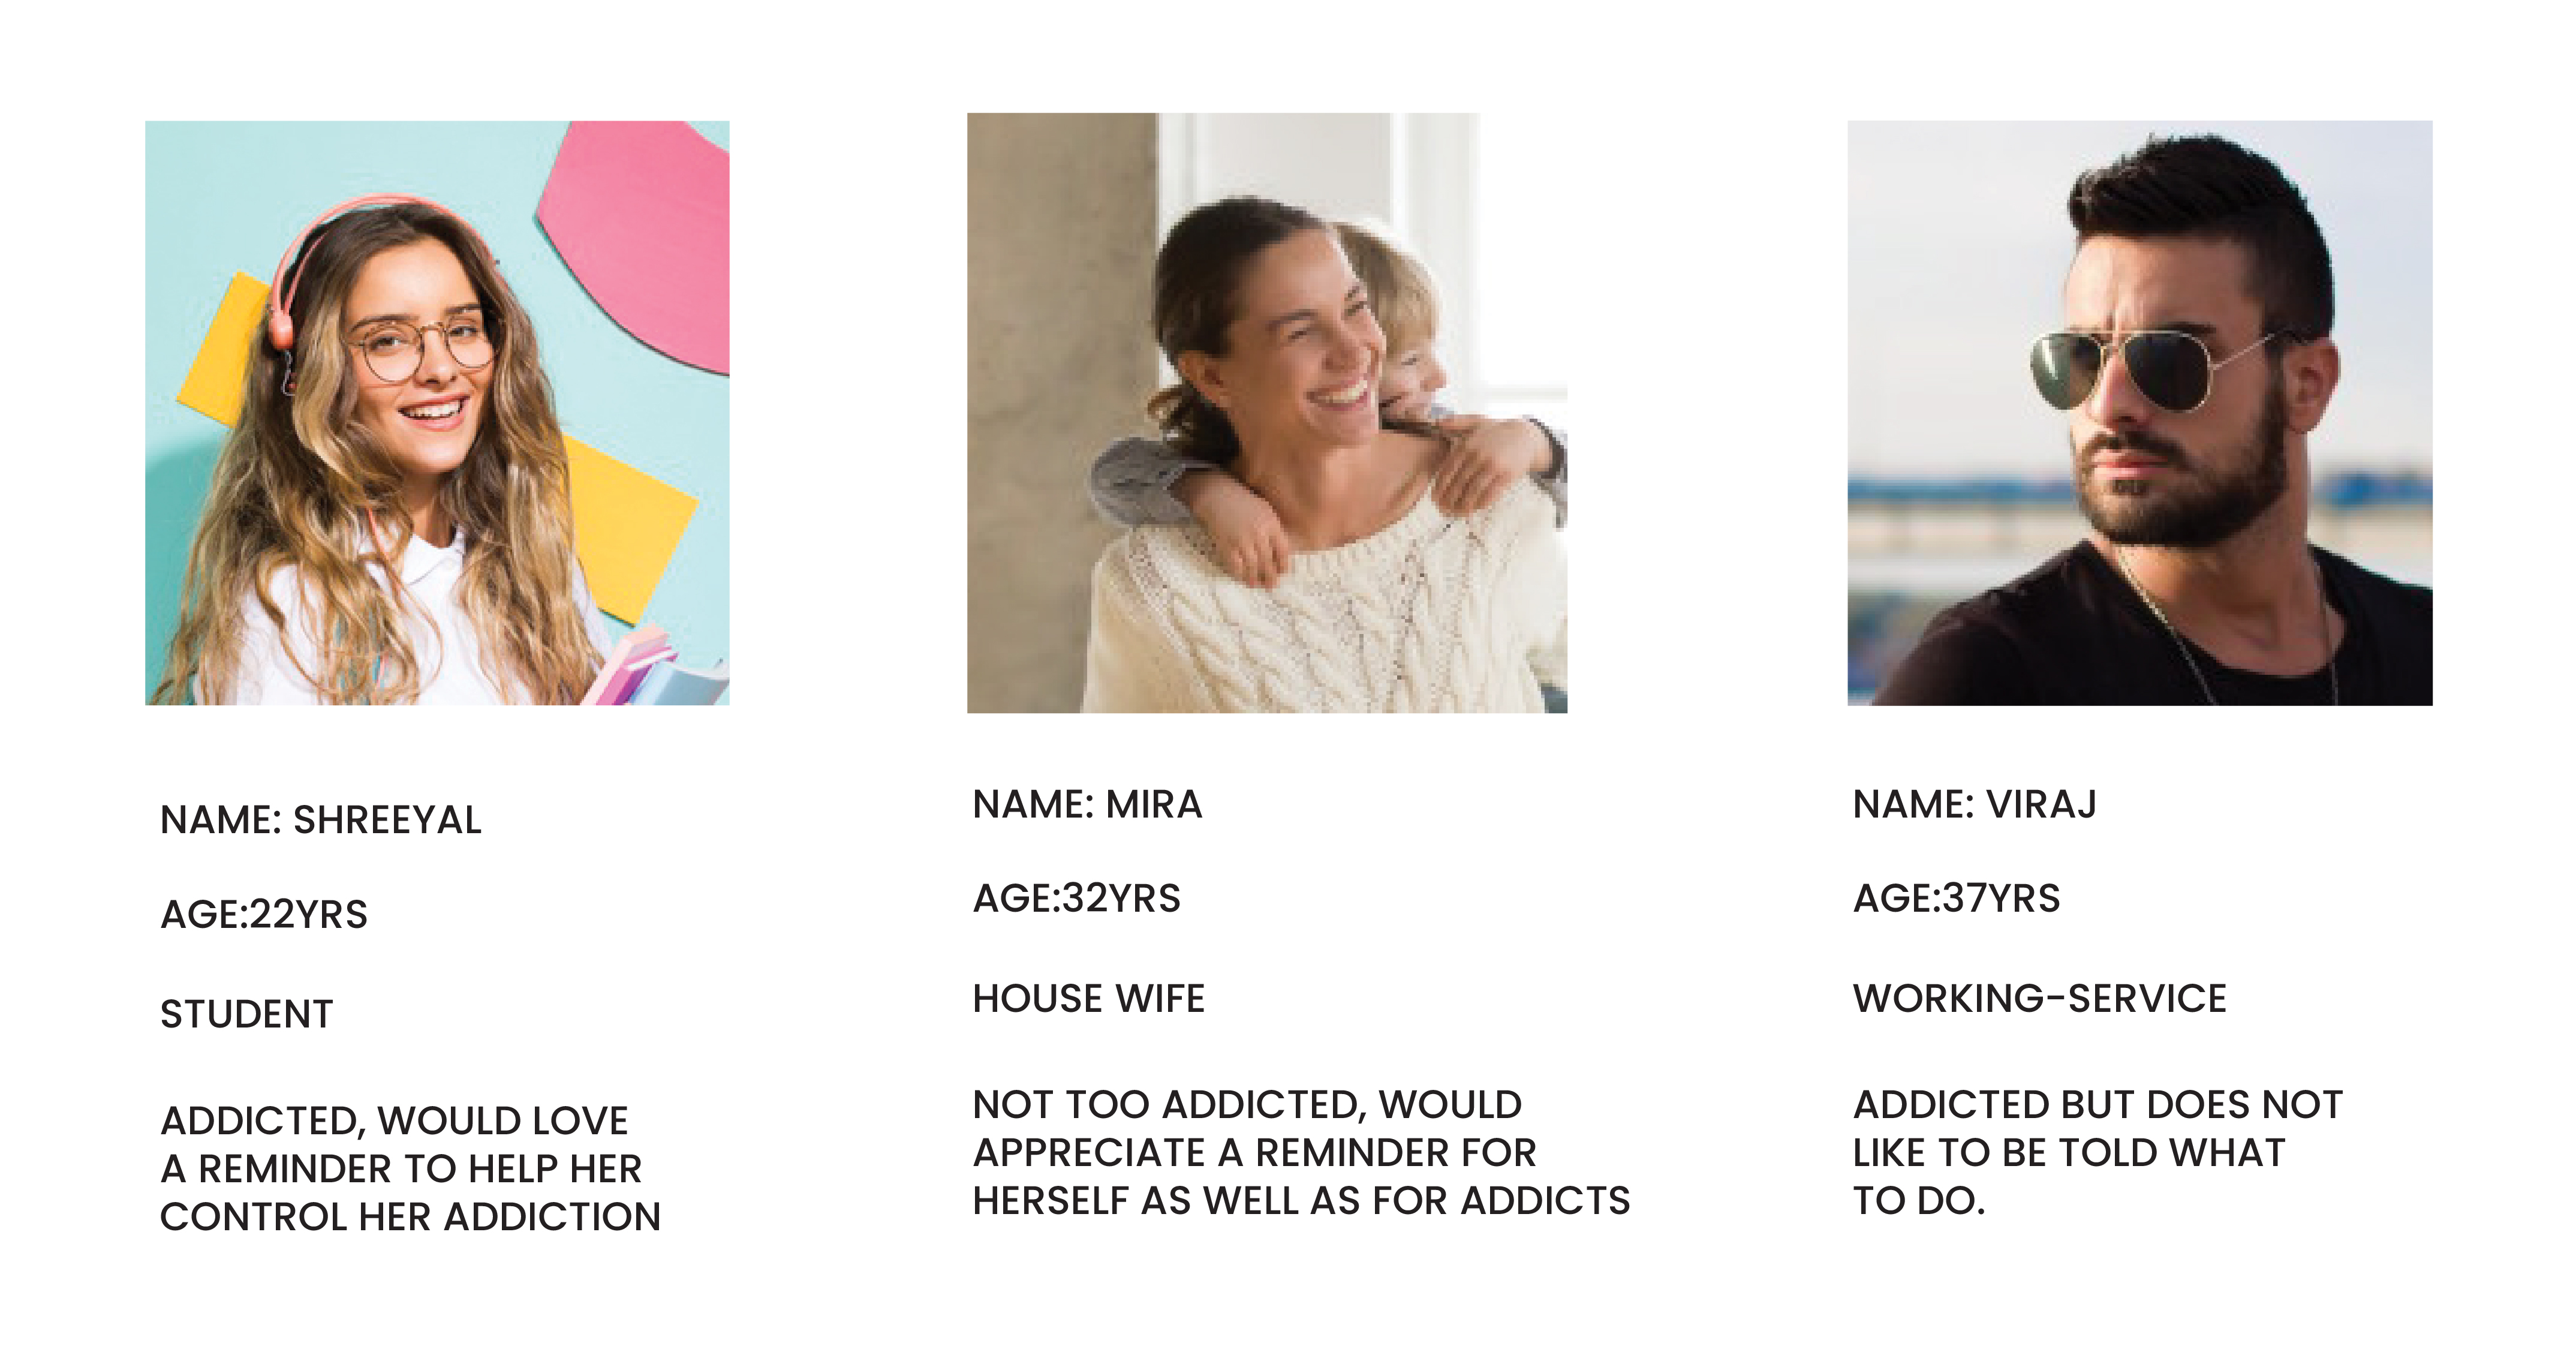 NAME: SHREEYAL
AGE:22YRS
STUDENT
ADDICTED, WOULD LOVE
A REMINDER TO HELP HER
CONTROL HER ADDICTION
NAME: MIRA
AGE:32YRS
HOUSE WIFE
NOT TOO ADDICTED, WOULD
APPRECIATE A REMINDER FOR
HERSELF AS WELL AS FOR ADDICTS
NAME: VIRAJ
AGE:37YRS
WORKING-SERVICE
ADDICTED BUT DOES NOT
LIKE TO BE TOLD WHAT
TO DO.